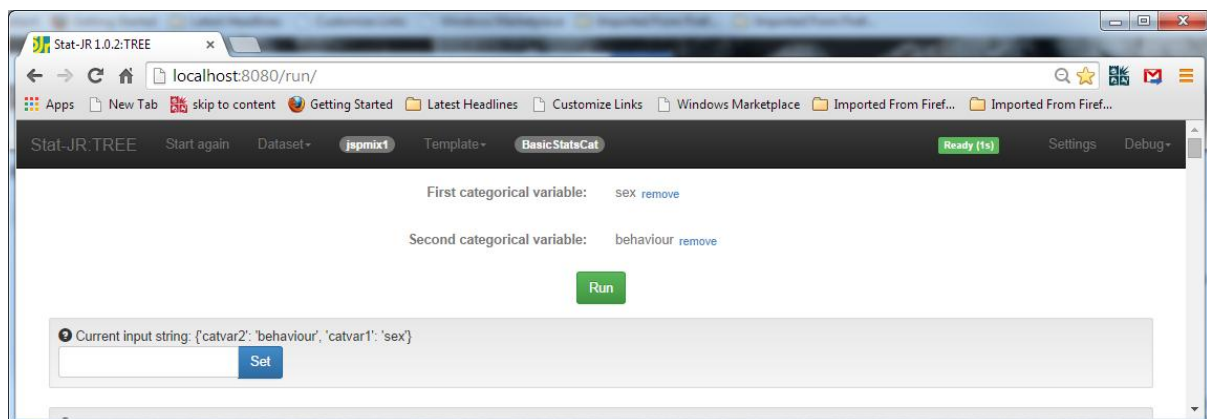 Stat-JR 1.0.2:TREE
localhost:8080/run/
Apps New Tab skip to content Getting Started Latest Headlines Customize Links Windows Marketplace Imported From Firef... Imported From Firef...
Stat-JR:TREE Start again Dataset jspmix1 Template BasicStatsCat Ready (1s) Settings Debug
First categorical variable: sex remove
Second categorical variable: behaviour remove
Run
Current input string: {'catvar2': 'behaviour', 'catvar1': 'sex'}
Set